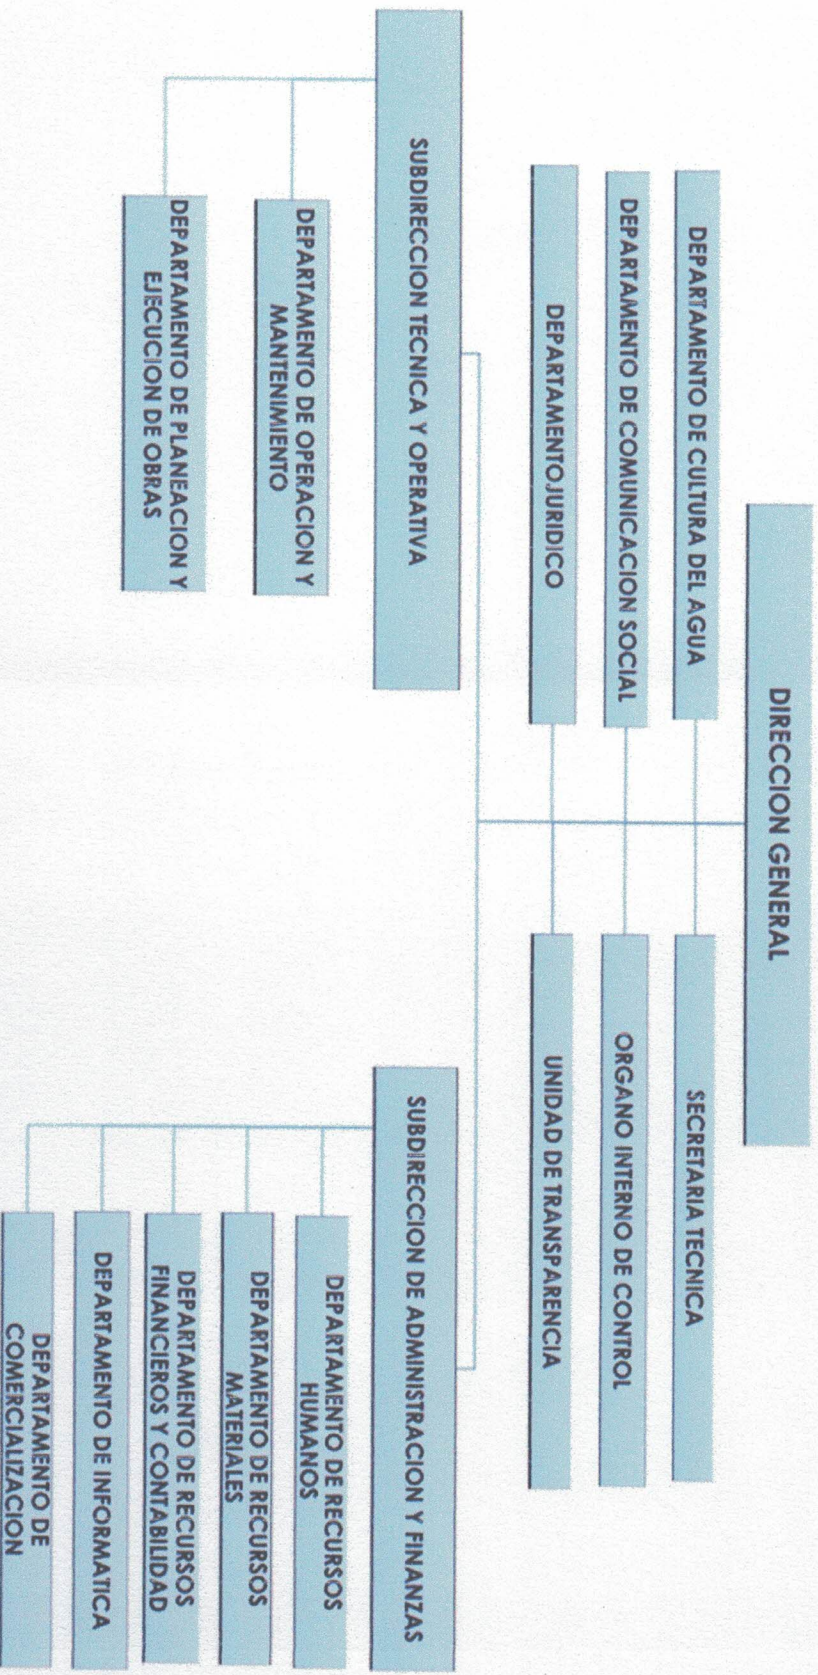 DIRECCION GENERAL
DEPARTAMENTO DE CULTURA DEL AGUA
SECRETARIA TECNICA
DEPARTAMENTO DE COMUNICACION SOCIAL
ORGANO INTERNO DE CONTROL
DEPARTAMENTOJURIDICO
UNIDAD DE TRANSPARENCIA
SUBDIRECCION TECNICA Y OPERATIVA
DEPARTAMENTO DE OPERACION Y
MANTENIMIENTO
DEPARTAMENTO DE PLANEACION Y
EJECUCION DE OBRAS
SUBDIRECCION DE ADMINISTRACION Y FINANZAS
DEPARTAMENTO DE RECURSOS
HUMANOS
DEPARTAMENTO DE RECURSOS
MATERIALES
DEPARTAMENTO DE RECURSOS
FINANCIEROS Y CONTABILIDAD
DEPARTAMENTO DE INFORMATICA
DEPARTAMENTO DE
COMERCIALIZACION